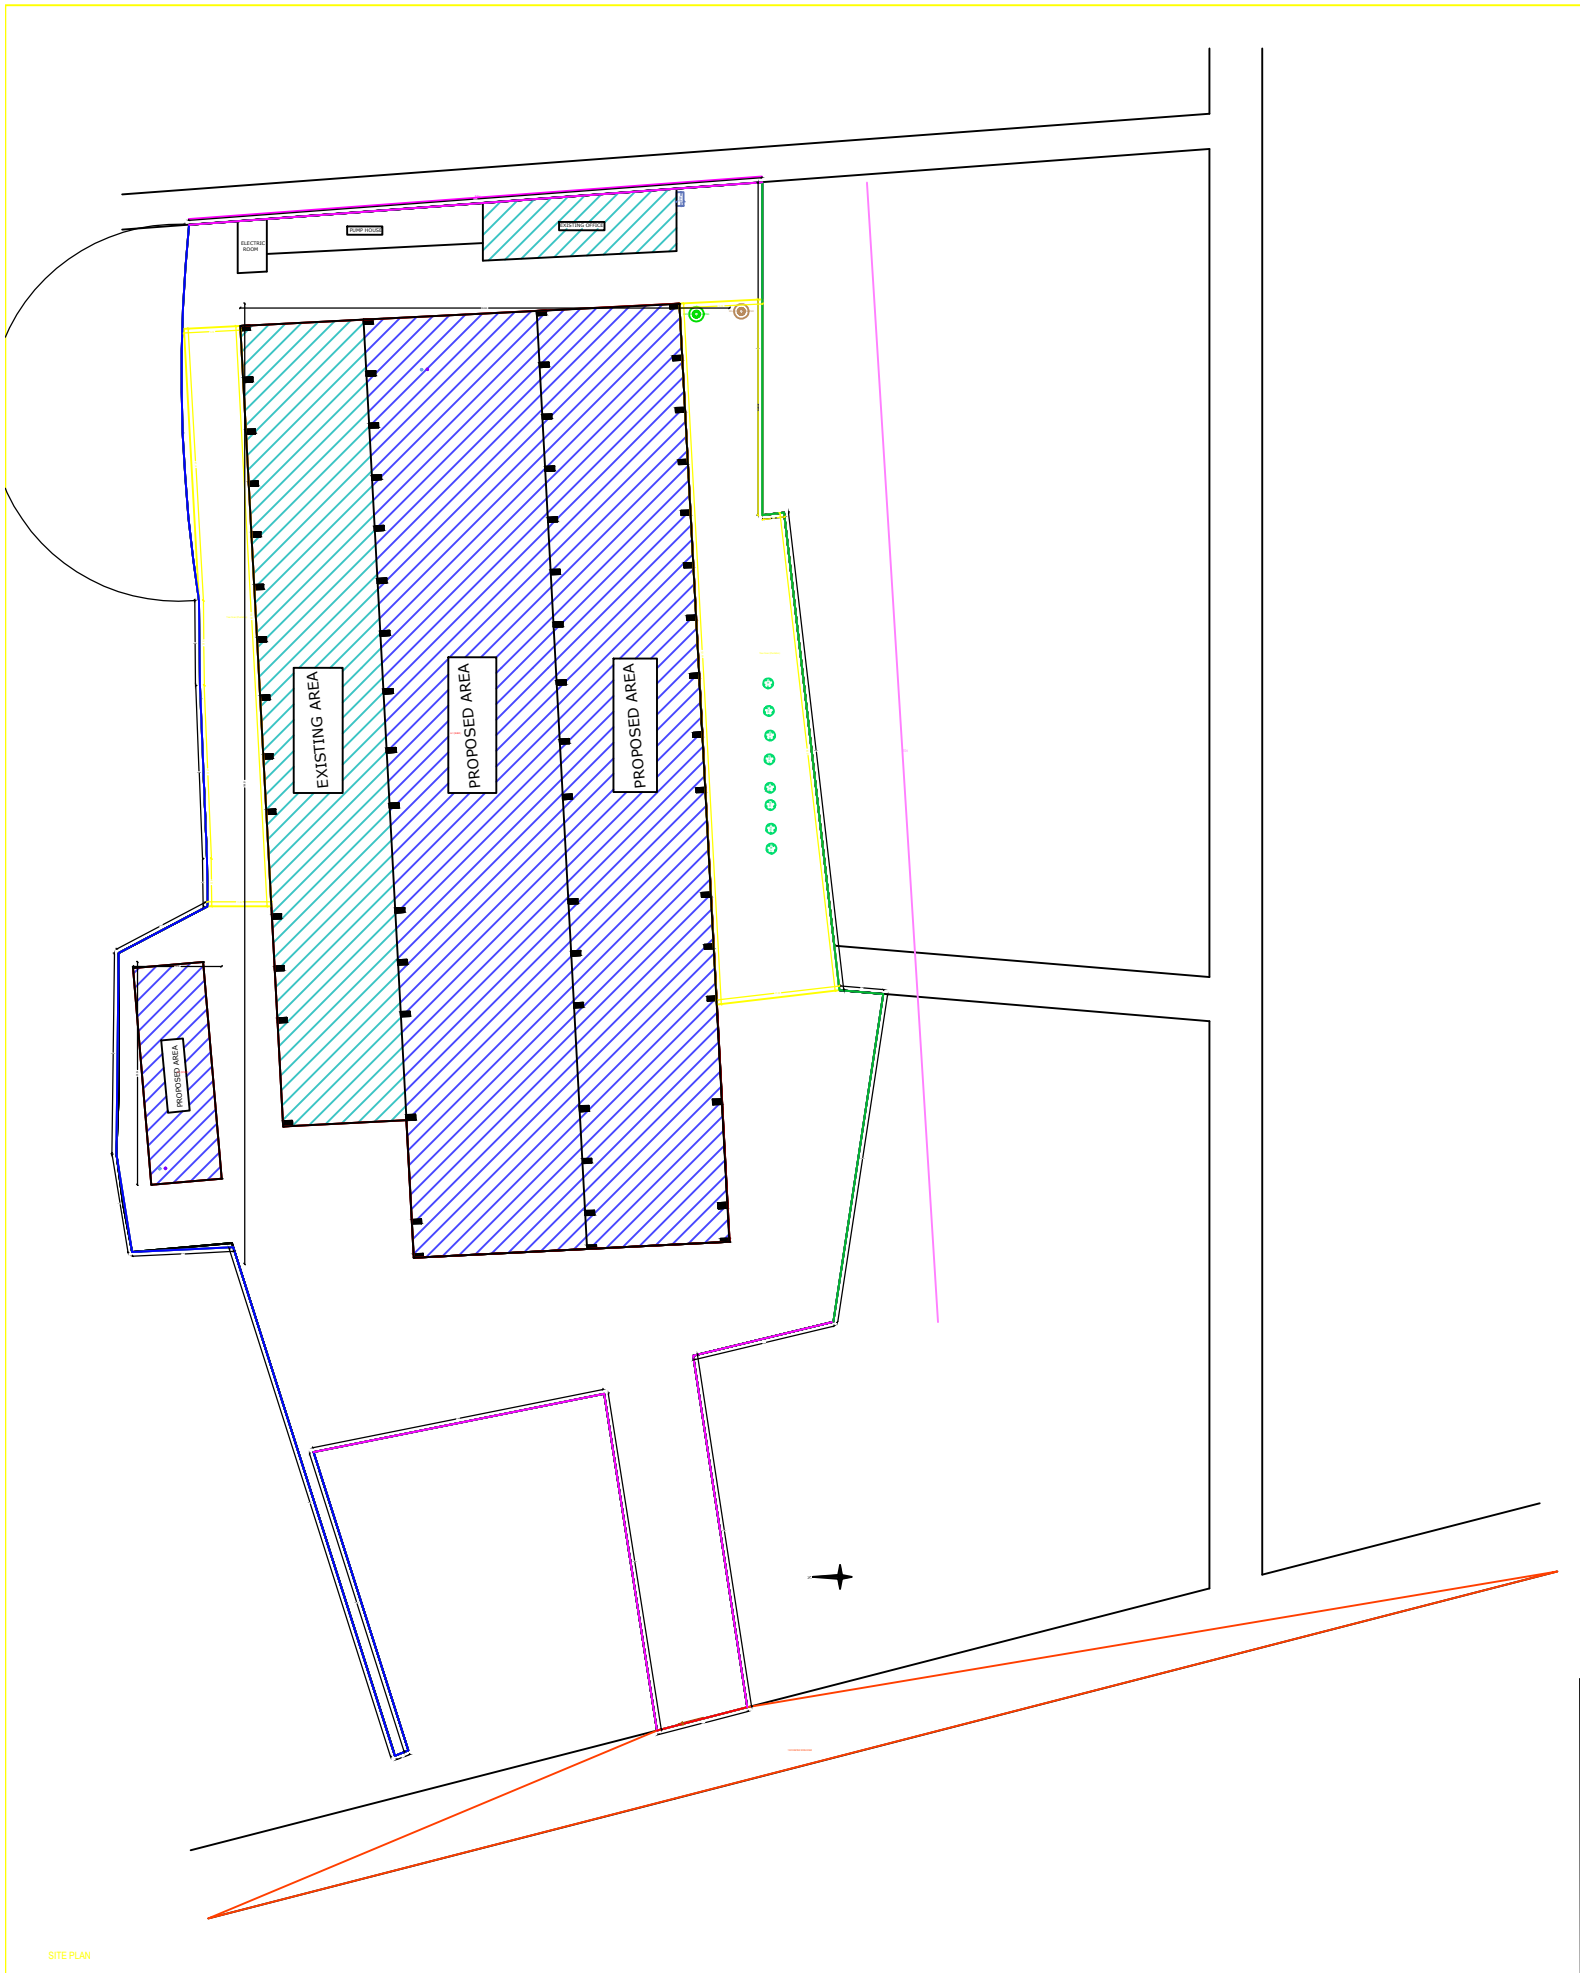 ELECTRIC
ROOM
PUMP HOUSE
EXISTING OFFICE
EXISTING AREA
PROPOSED AREA
PROPOSED AREA
PROPOSED AREA
SITE PLAN